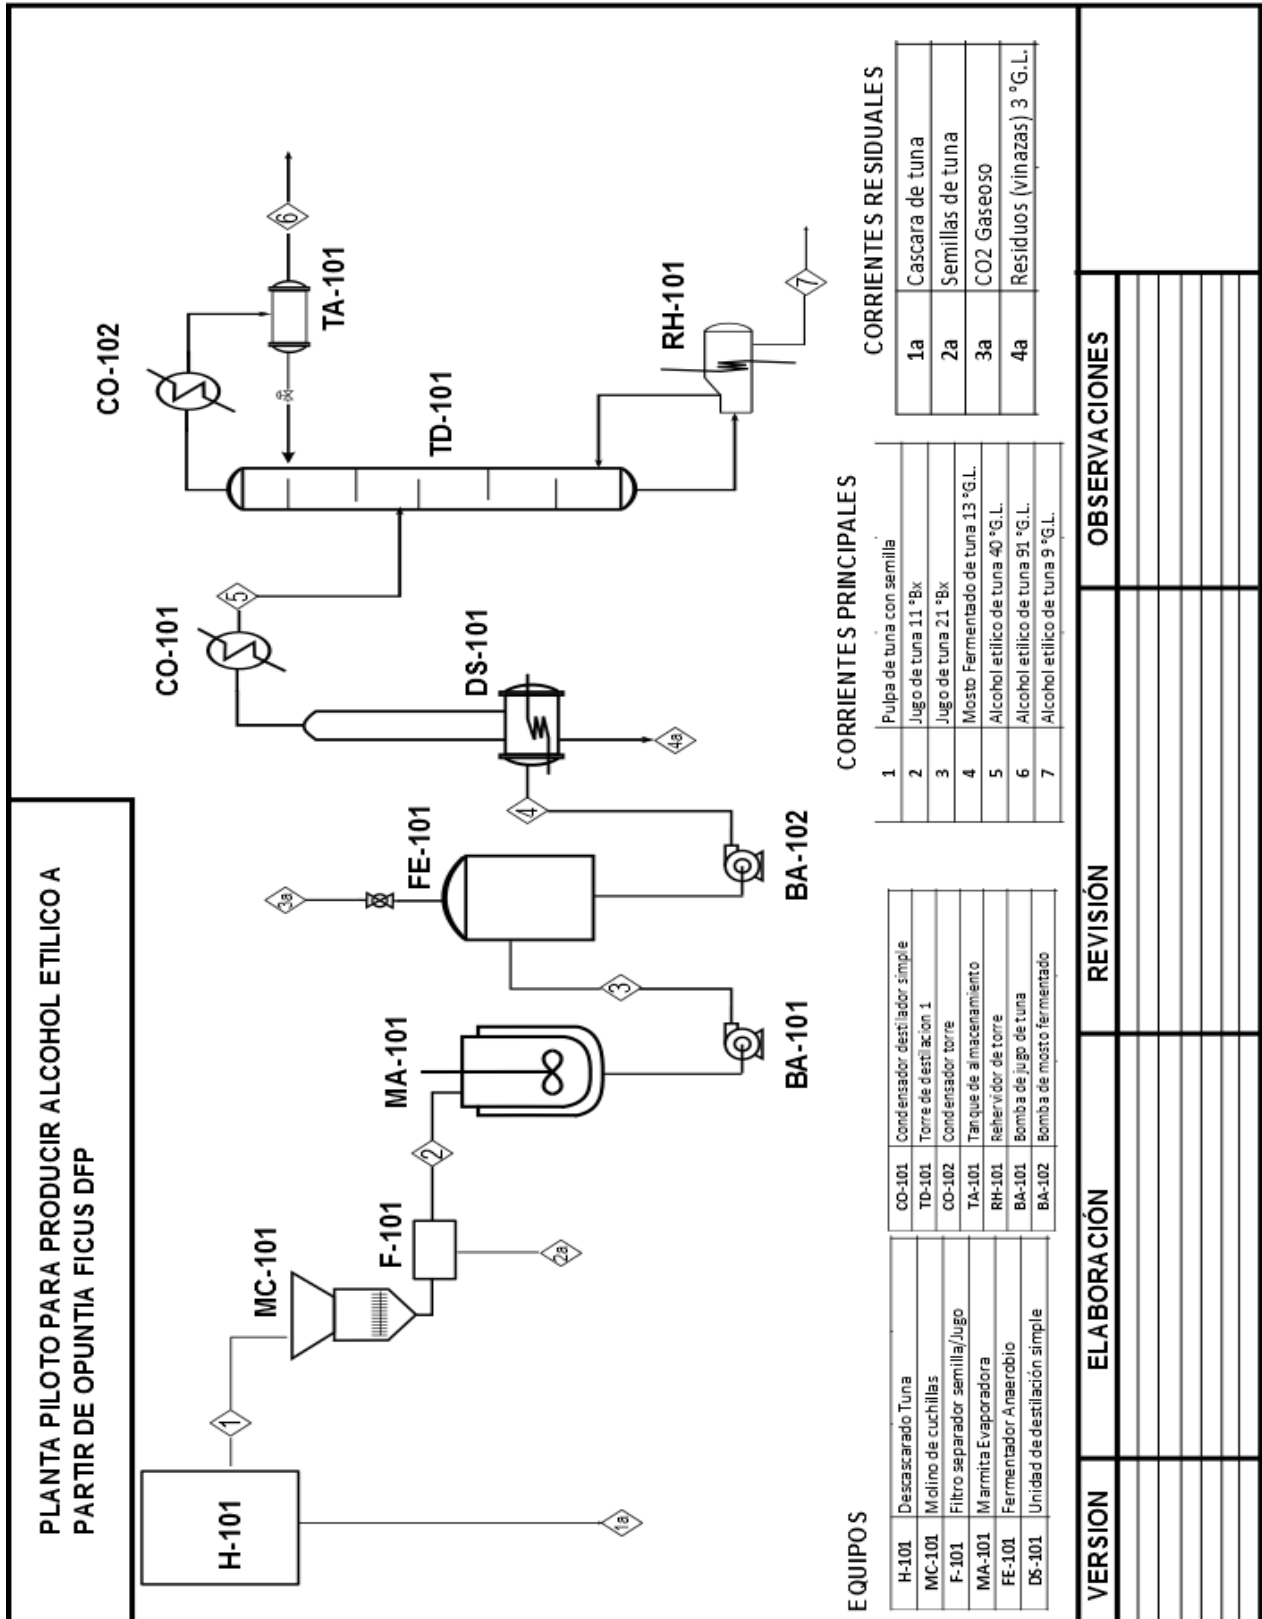 PLANTA PILOTO PARA PRODUCIR ALCOHOL ETILICO A
PARTIR DE OPUNTIA FICUS DFP
H-101
1
1a
MC-101
F-101
2a
2
MA-101
BA-101
3
FE-101
3a
BA-102
4
DS-101
4a
CO-101
5
TD-101
CO-102
TA-101
6
RH-101
7
EQUIPOS
H-101 Descascarado Tuna
MC-101 Molino de cuchillas
F-101 Filtro separador semilla/Jugo
MA-101 Marmita Evaporadora
FE-101 Fermentador Anaerobio
DS-101 Unidad de destilación simple
CO-101 Condensador destilador simple
TD-101 Torre de destilacion 1
CO-102 Condensador torre
TA-101 Tanque de almacenamiento
RH-101 Rehervidor de torre
BA-101 Bomba de jugo de tuna
BA-102 Bomba de mosto fermentado
CORRIENTES PRINCIPALES
1 Pulpa de tuna con semilla
2 Jugo de tuna 11 °Bx
3 Jugo de tuna 21 °Bx
4 Mosto Fermentado de tuna 13 °G.L.
5 Alcohol etilico de tuna 40 °G.L.
6 Alcohol etilico de tuna 91 °G.L.
7 Alcohol etilico de tuna 9 °G.L.
CORRIENTES RESIDUALES
1a Cascara de tuna
2a Semillas de tuna
3a CO2 Gaseoso
4a Residuos (vinazas) 3 °G.L.
VERSION ELABORACIÓN REVISIÓN OBSERVACIONES